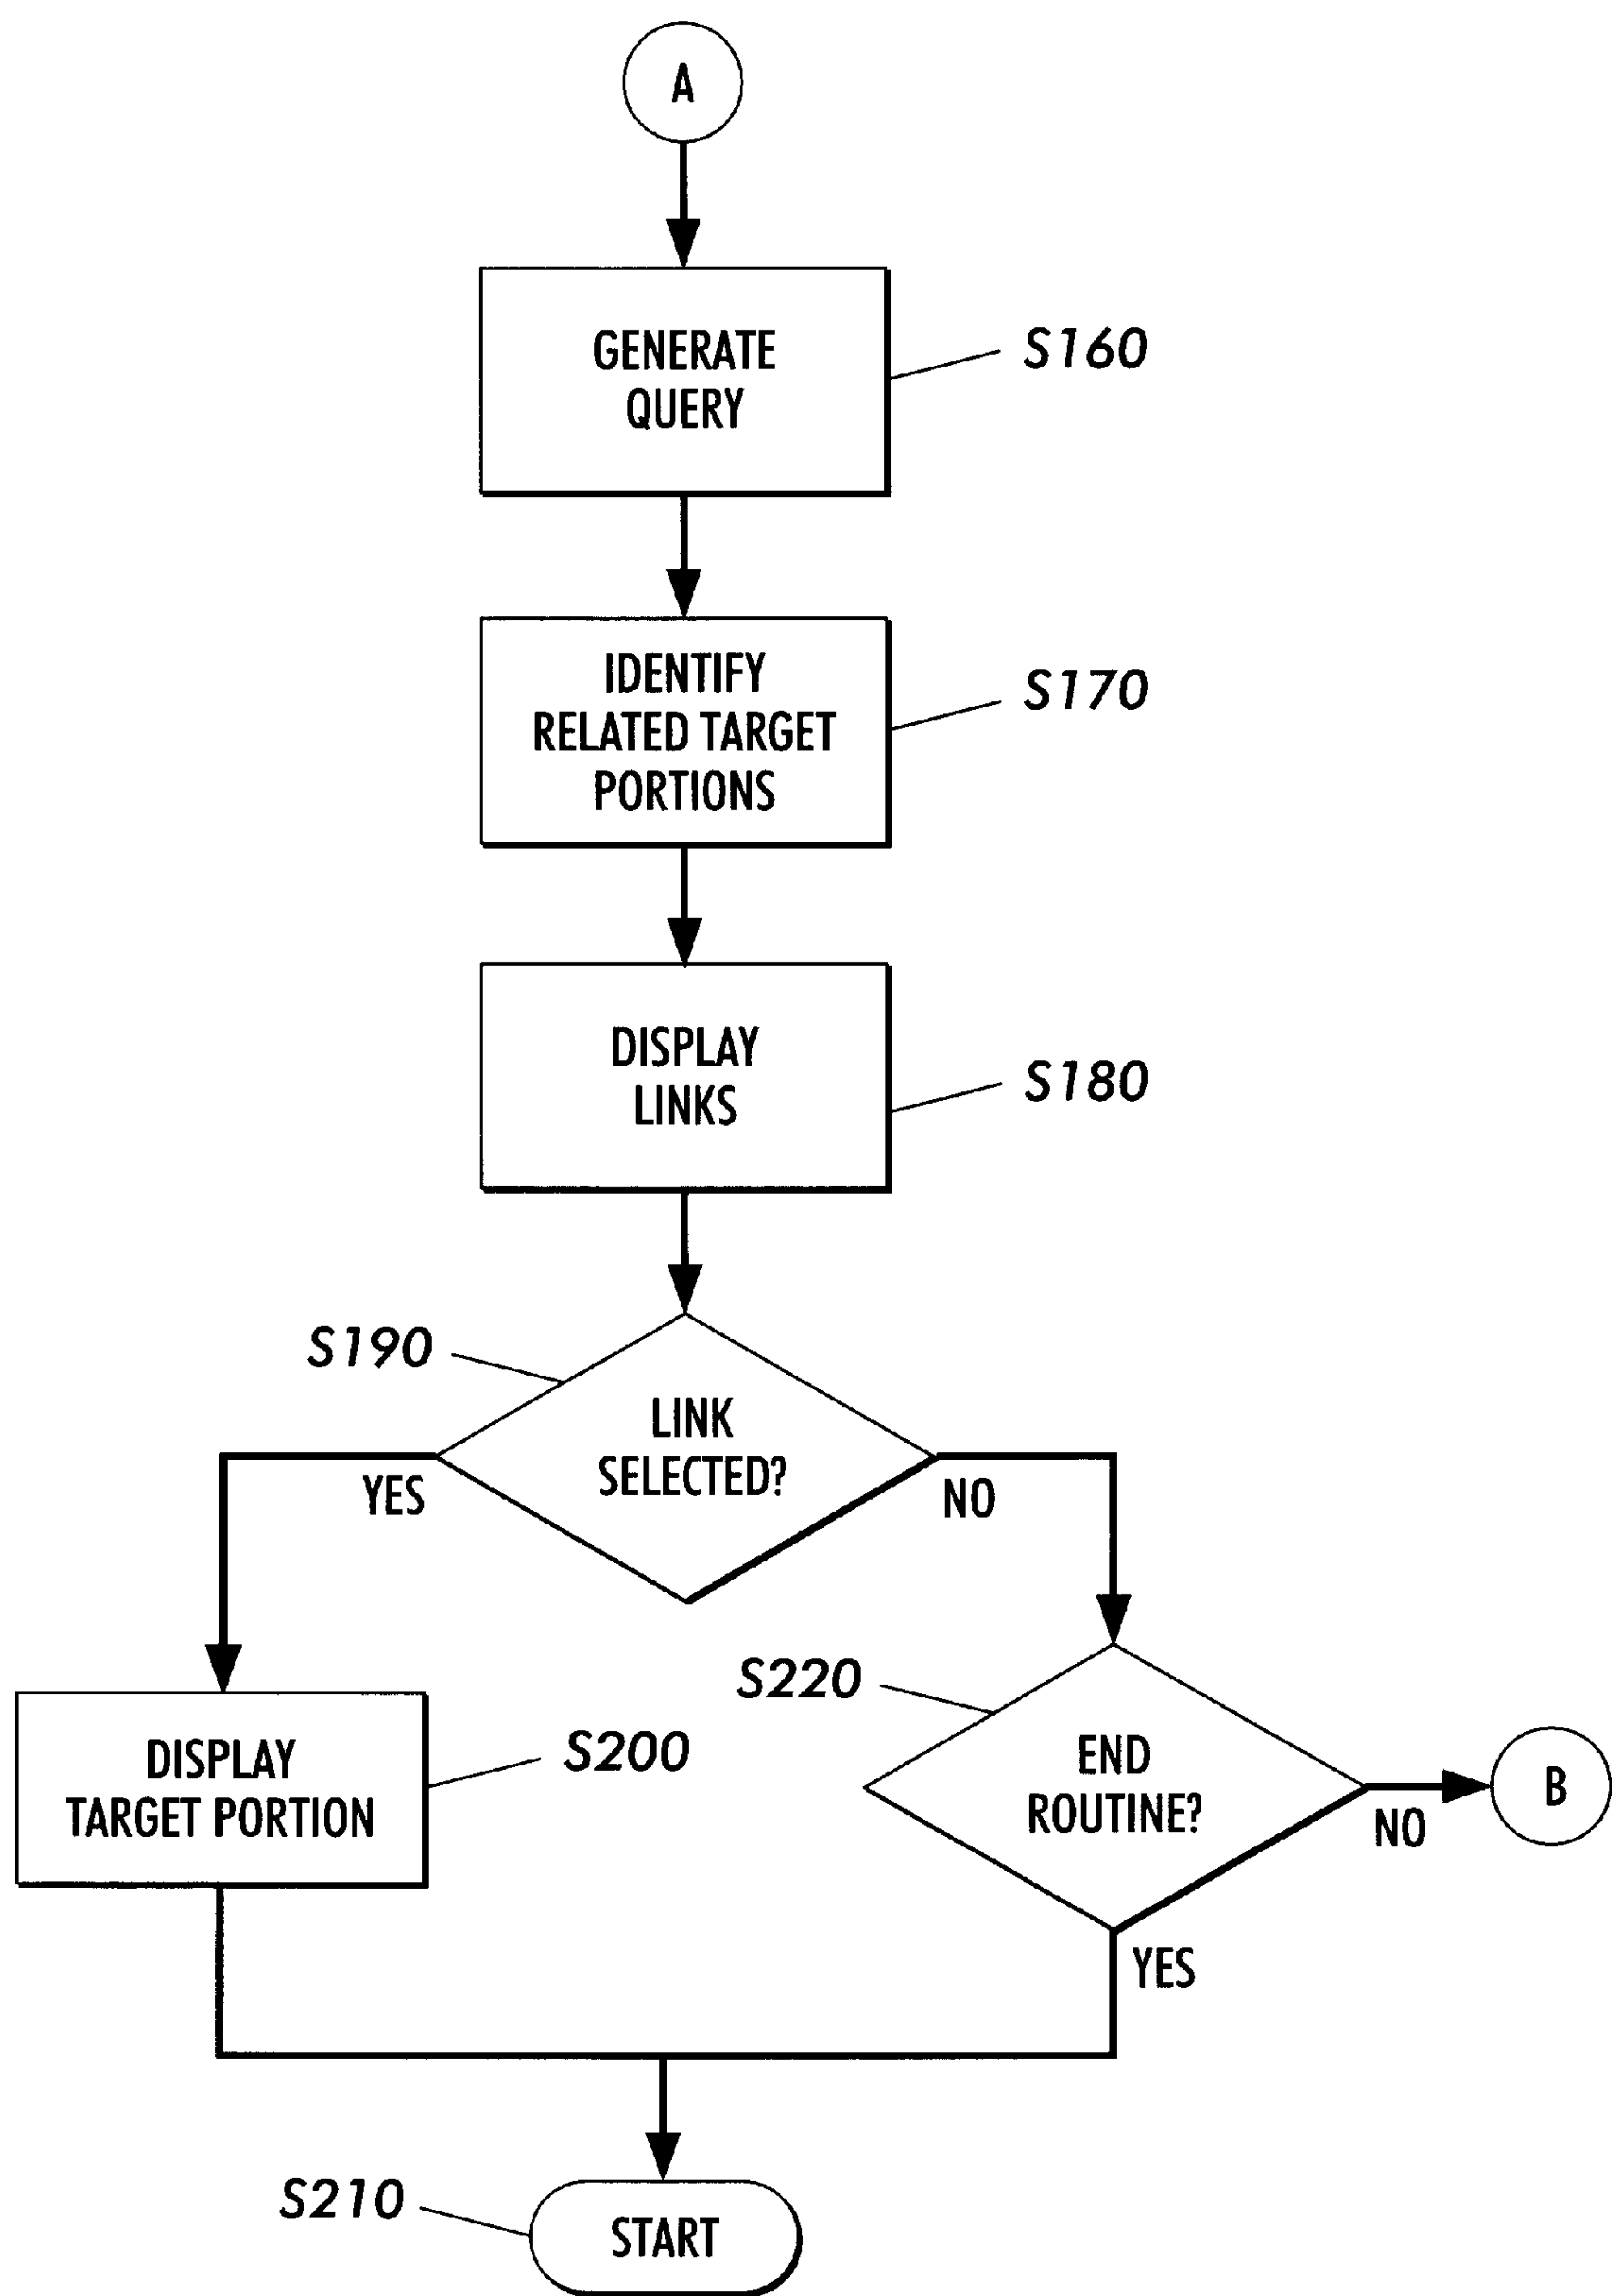 A
GENERATE
QUERY
S160
IDENTIFY
RELATED TARGET
PORTIONS
S170
DISPLAY
LINKS
S180
S190
LINK
SELECTED?
YES
NO
S220
DISPLAY
TARGET PORTION
S200
END
ROUTINE?
NO
B
YES
S210
START